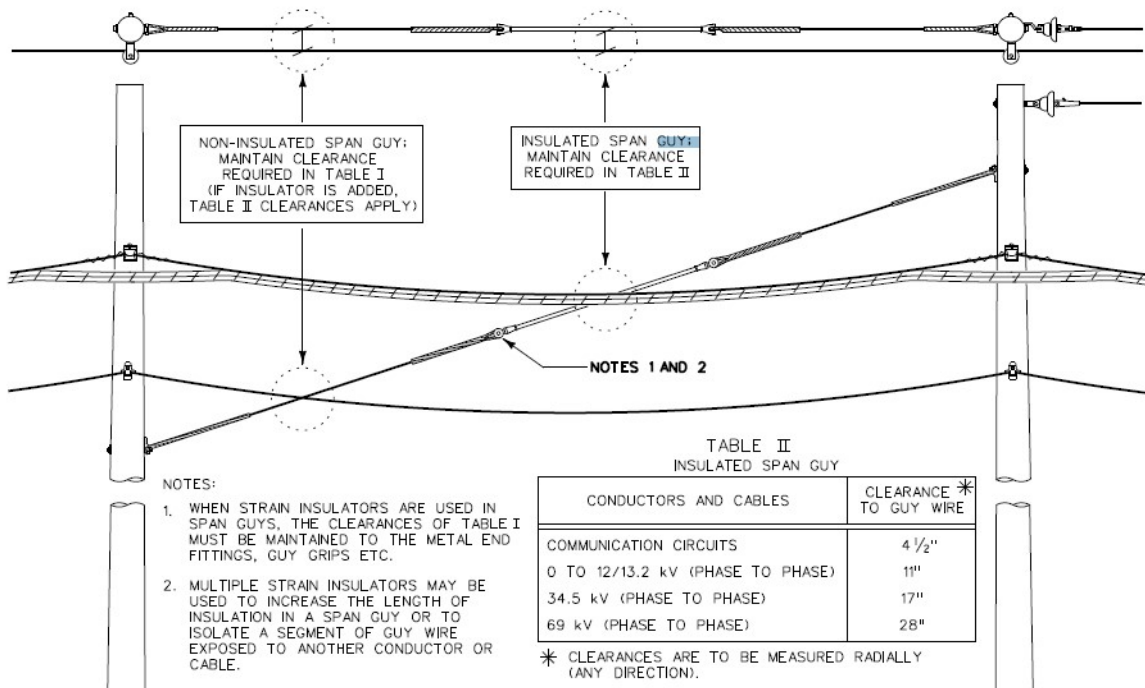 NON-INSULATED SPAN GUY;
MAINTAIN CLEARANCE
REQUIRED IN TABLE I
(IF INSULATOR IS ADDED,
TABLE II CLEARANCES APPLY)
INSULATED SPAN GUY;
MAINTAIN CLEARANCE
REQUIRED IN TABLE II
NOTES 1 AND 2
NOTES:
1. WHEN STRAIN INSULATORS ARE USED IN
SPAN GUYS, THE CLEARANCES OF TABLE I
MUST BE MAINTAINED TO THE METAL END
FITTINGS, GUY GRIPS ETC.
2. MULTIPLE STRAIN INSULATORS MAY BE
USED TO INCREASE THE LENGTH OF
INSULATION IN A SPAN GUY OR TO
ISOLATE A SEGMENT OF GUY WIRE
EXPOSED TO ANOTHER CONDUCTOR OR
CABLE.
TABLE II
INSULATED SPAN GUY
CONDUCTORS AND CABLES CLEARANCE *
TO GUY WIRE
COMMUNICATION CIRCUITS 4 1/2"
0 TO 12/13.2 kV (PHASE TO PHASE) 11"
34.5 kV (PHASE TO PHASE) 17"
69 kV (PHASE TO PHASE) 28"
* CLEARANCES ARE TO BE MEASURED RADIALLY
(ANY DIRECTION).